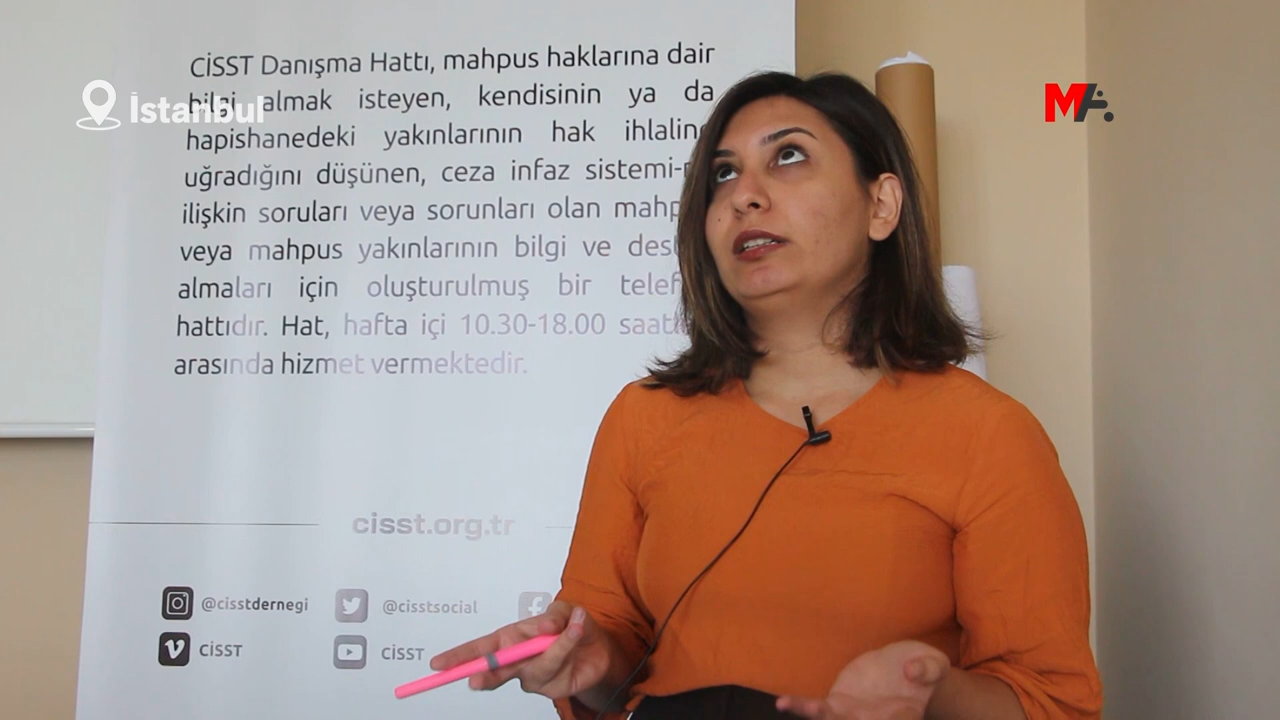 CİSST Danışma Hattı, mahpus haklarına dair
bilgi almak isteyen, kendisinin ya da
hapishanedeki yakınlarının hak
uğradığını düşünen, ceza infaz
ilişkin soruları veya sorunları olan
veya mahpus yakınlarının bilgi ve
almaları için oluşturulmuş bir
hattıdır. Hat, hafta içi 10.30-18.00
arasında hizmet vermektedir.
İstanbul
MA
cisst.org.tr
@cisstdernegi
@cisstsocial
CİSST
CİSST